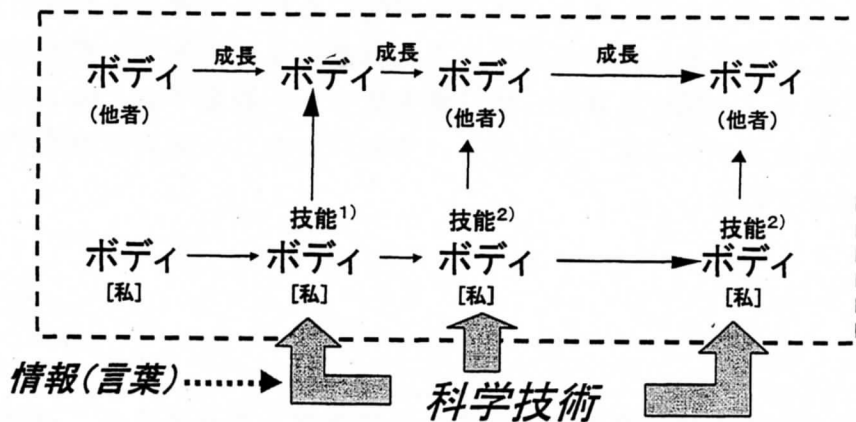 成長 成長 成長
ボディ ボディ ボディ ボディ
(他者) (他者) (他者)
技能1) 技能2) 技能2)
ボディ ボディ ボディ ボディ
[私] [私] [私] [私]
情報(言葉)
科学技術